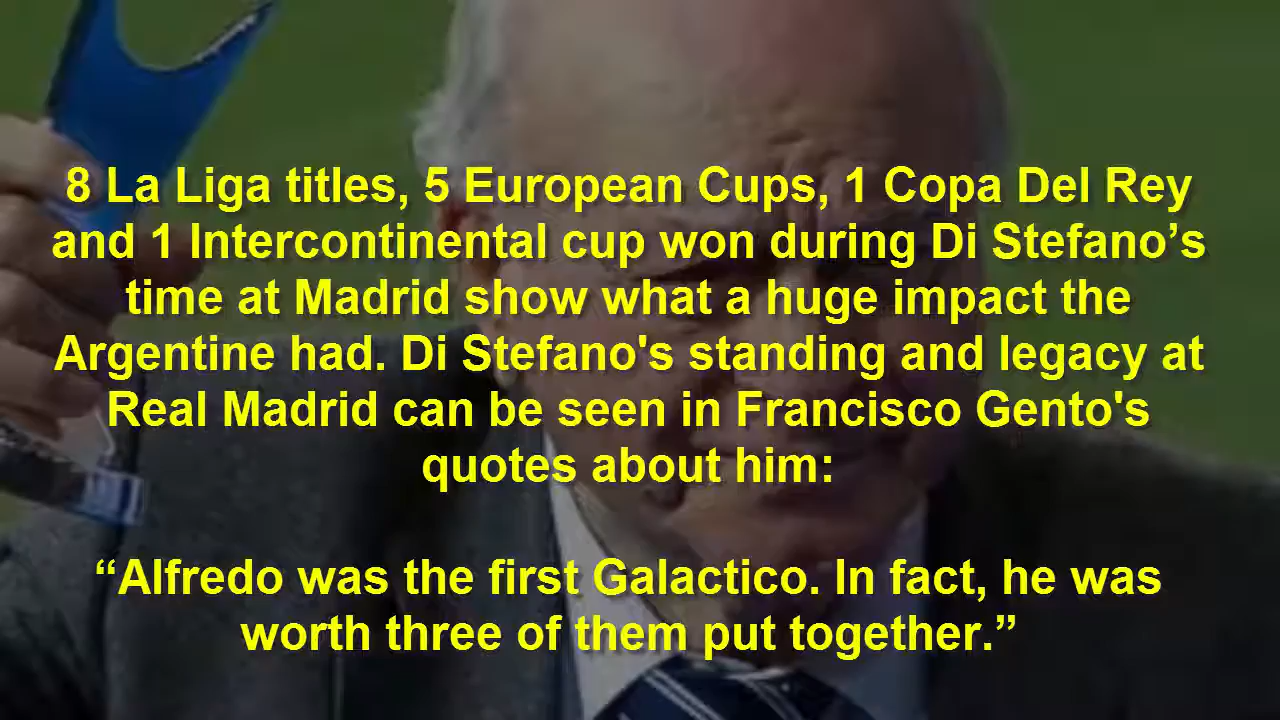 8 La Liga titles, 5 European Cups, 1 Copa Del Rey
and 1 Intercontinental cup won during Di Stefano’s
time at Madrid show what a huge impact the
Argentine had. Di Stefano's standing and legacy at
Real Madrid can be seen in Francisco Gento's
quotes about him:
“Alfredo was the first Galactico. In fact, he was
worth three of them put together.”